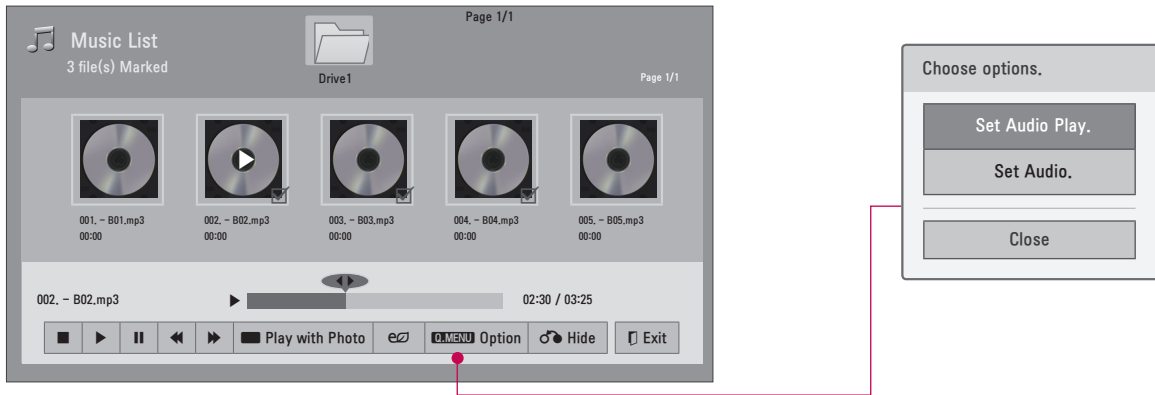 Page 1/1
Music List
3 file(s) Marked
Drive1
Page 1/1
001. - B01.mp3
00:00
002. - B02.mp3
00:00
003. - B03.mp3
00:00
004. - B04.mp3
00:00
005. - B05.mp3
00:00
002. - B02.mp3
02:30 / 03:25
Play with Photo
Q.MENU Option
Hide
Exit
Choose options.
Set Audio Play.
Set Audio.
Close